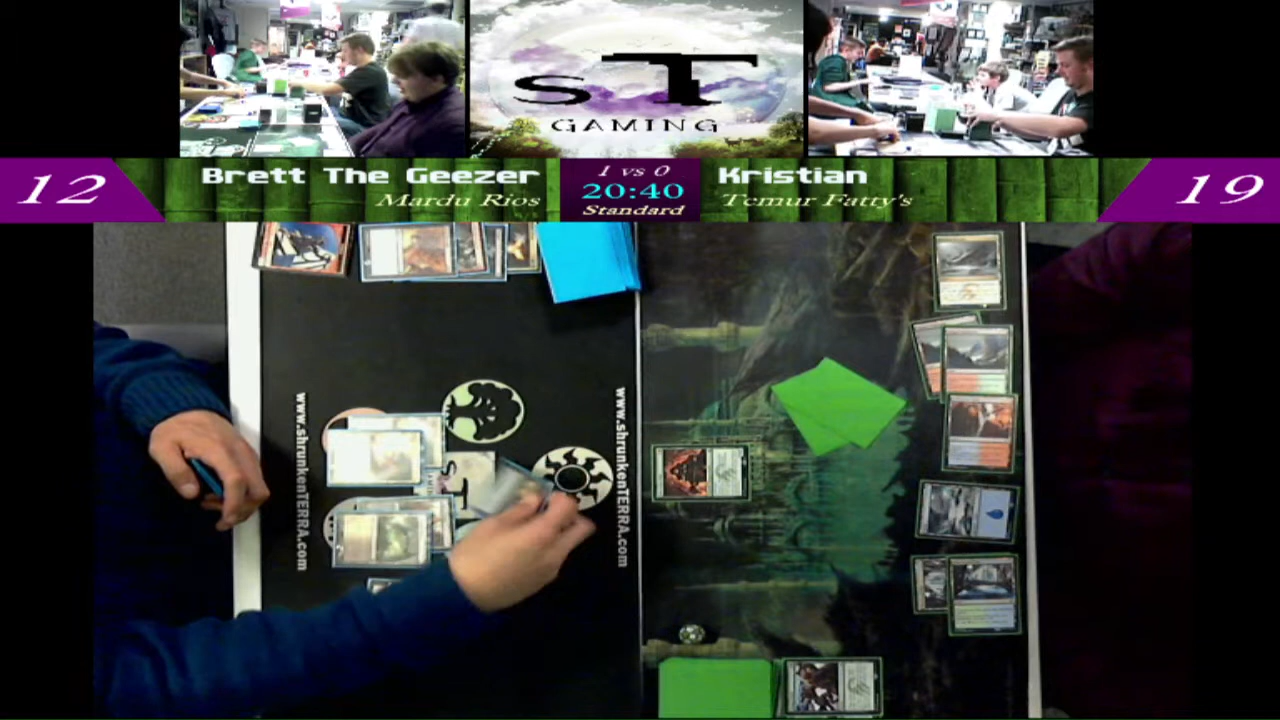 ST
GAMING
12
Brett The Geezer
Mardu Rios
1 vs 0
20:40
Standard
Kristian
Temur Fatty's
19
www.shrunkenTERRA.com
www.shrunkenTERRA.com
ST